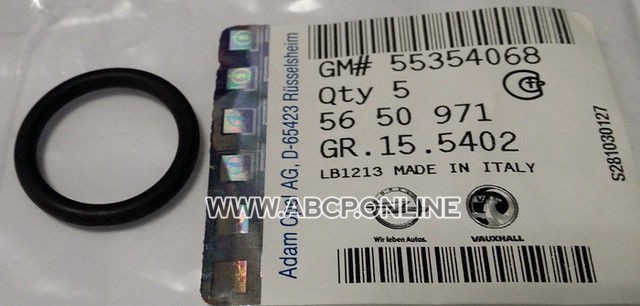 GM# 55354068
Qty 5
56 50 971
GR.15.5402
LB1213 MADE IN ITALY
Wir leben Autos.
VAUXHALL
Adam Opel AG, D-65423 Rüsselsheim
S281030127
WWW.ABCP.ONLINE